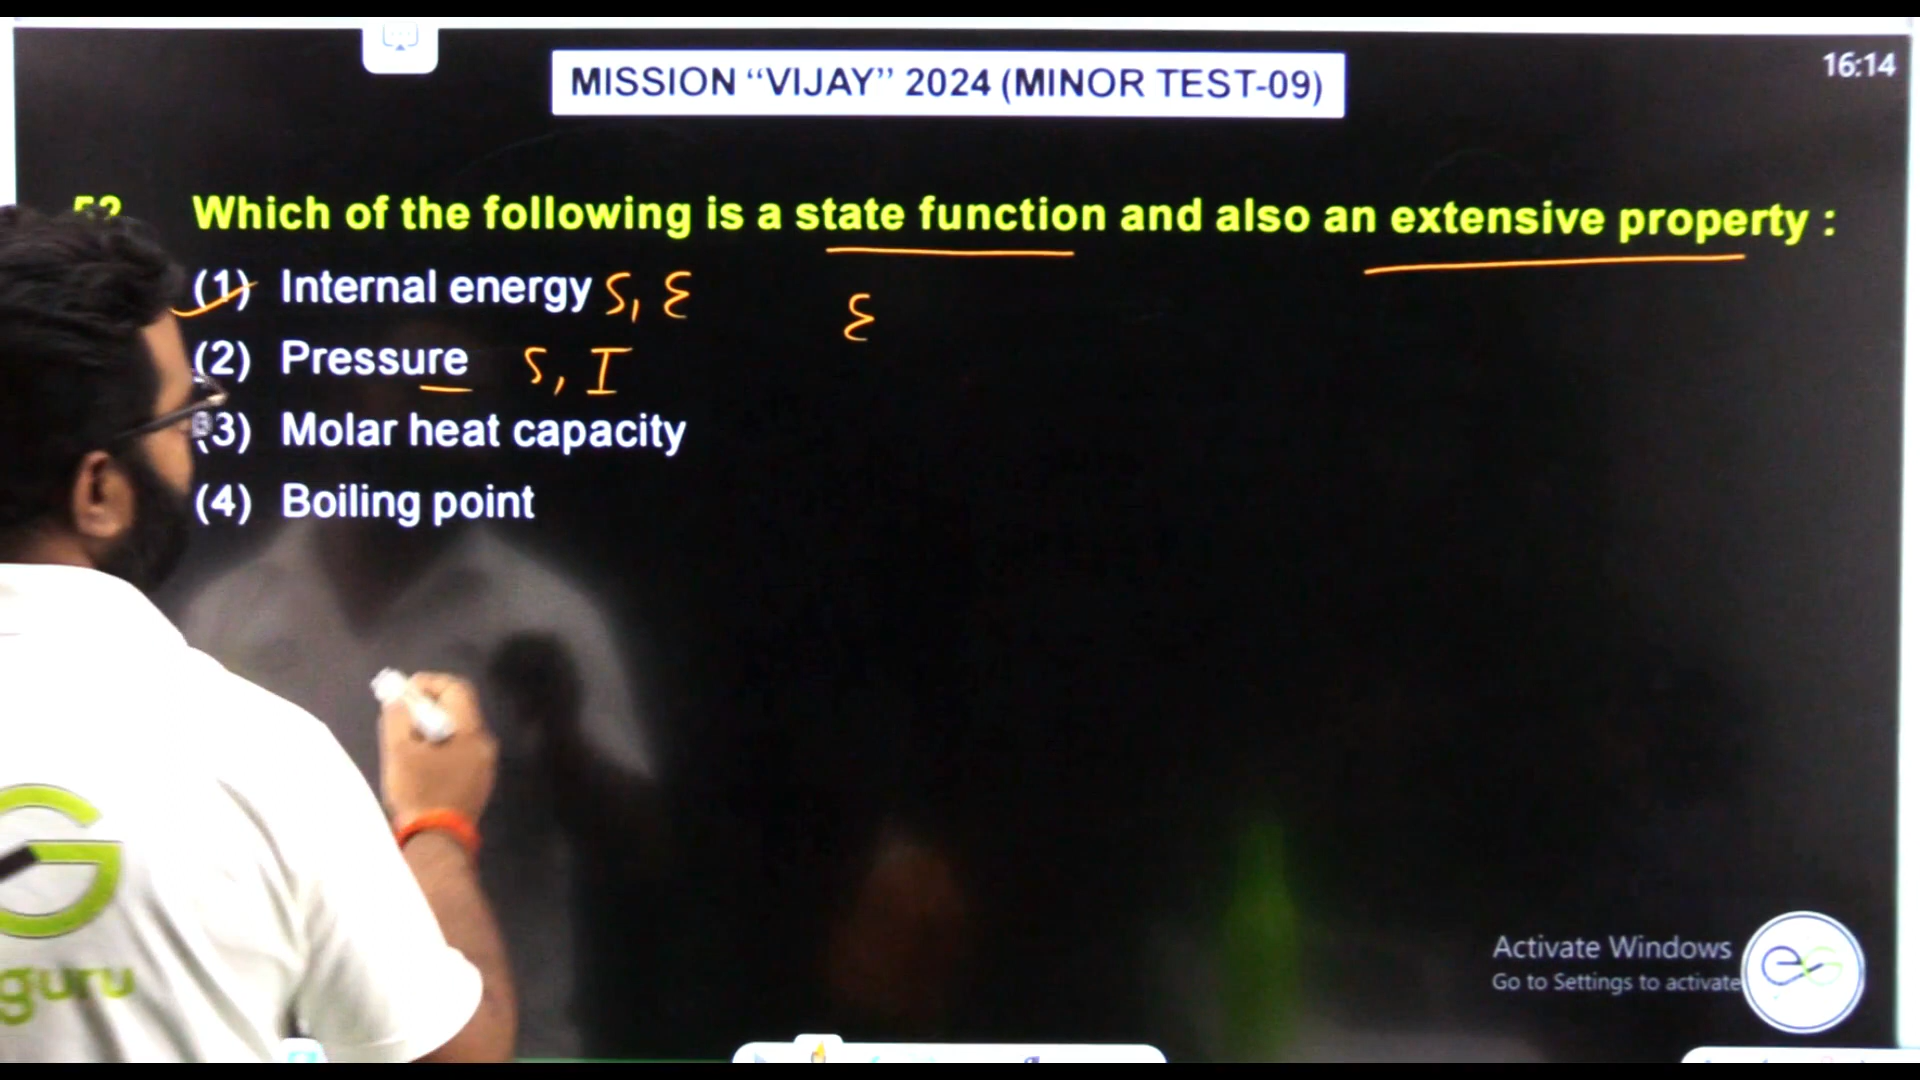 16:14
MISSION “VIJAY” 2024 (MINOR TEST-09)
52. Which of the following is a state function and also an extensive property :
(1) Internal energy S, E
E
(2) Pressure S, I
(3) Molar heat capacity
(4) Boiling point
guru
Activate Windows
Go to Settings to activate
eG